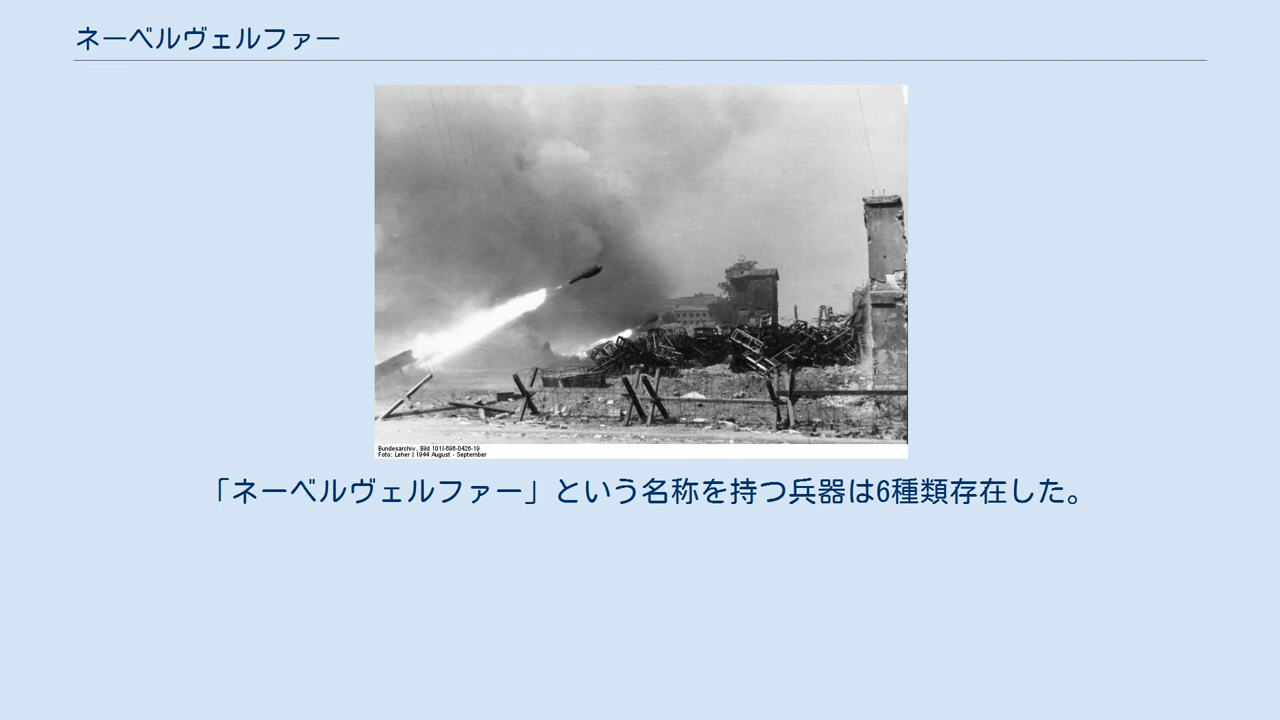 ネーベルヴェルファー
Bundesarchiv, Bild 101I-696-0426-19
Foto: Leher | 1944 August - September
「ネーベルヴェルファー」という名称を持つ兵器は6種類存在した。